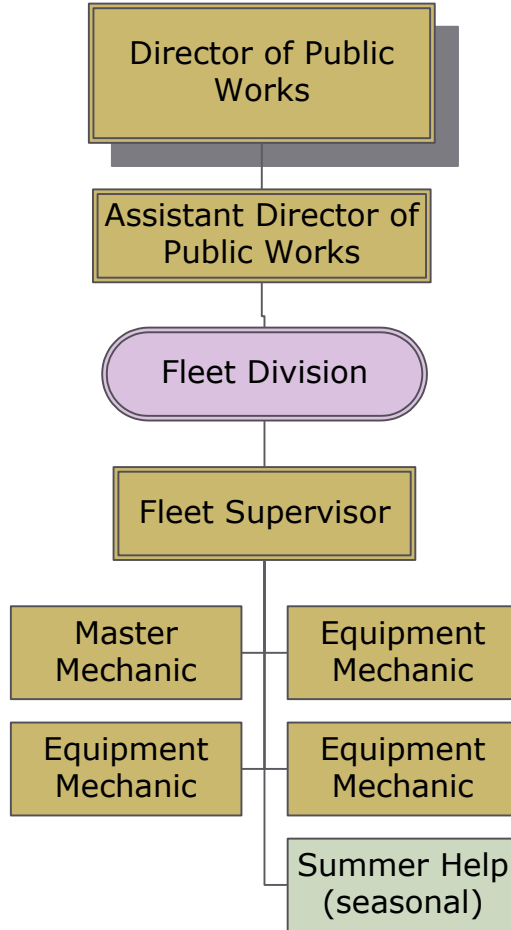 Director of Public
Works
Assistant Director of
Public Works
Fleet Division
Fleet Supervisor
Master
Mechanic
Equipment
Mechanic
Equipment
Mechanic
Equipment
Mechanic
Summer Help
(seasonal)